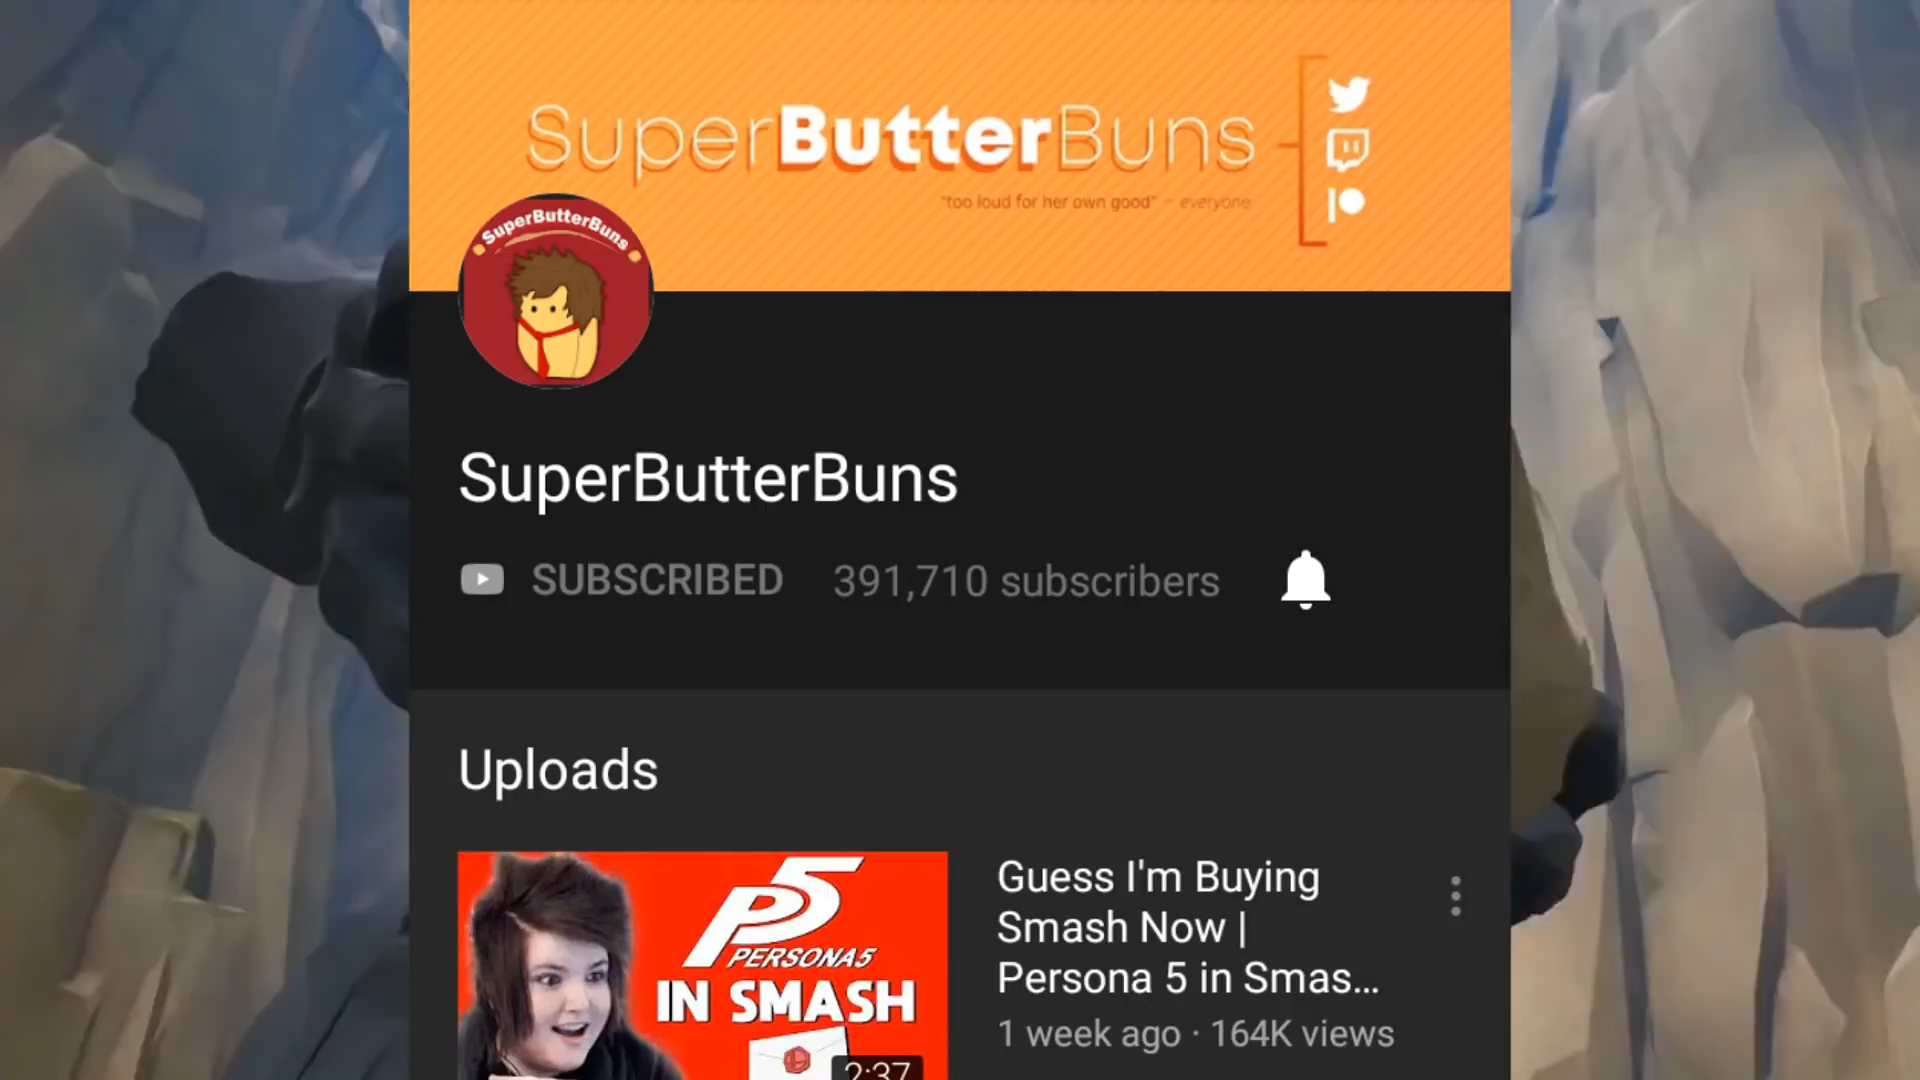 SuperButterBuns
"too loud for her own good" – everyone
SuperButterBuns
SuperButterBuns
SUBSCRIBED 391,710 subscribers
Uploads
P5
PERSONA5
IN SMASH
2:37
Guess I'm Buying
Smash Now |
Persona 5 in Smas...
1 week ago · 164K views